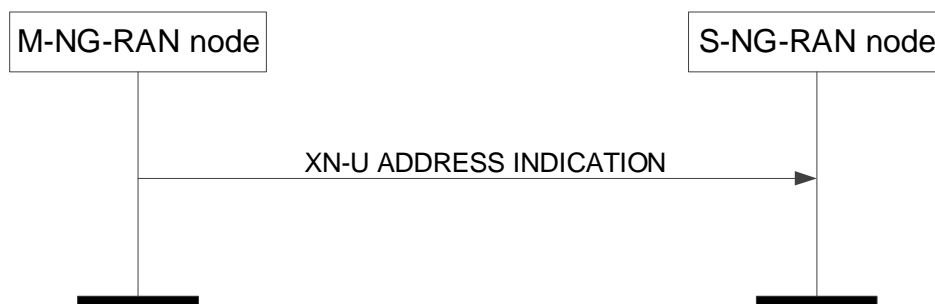 M-NG-RAN node
S-NG-RAN node
XN-U ADDRESS INDICATION